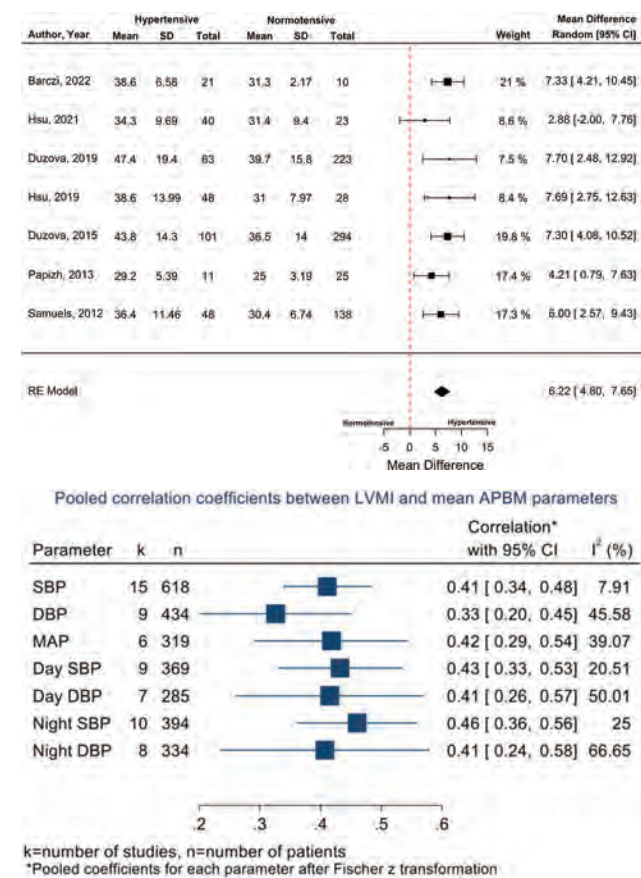 Hypertensive Normotensive Mean Difference
Author, Year Mean SD Total Mean SD Total Weight Random [95% CI]
Barczi, 2022 38.6 6.58 21 31.3 2.17 10 21 % 7.33 [ 4.21, 10.45]
Hsu, 2021 34.3 9.69 40 31.4 9.4 23 8.6 % 2.88 [-2.00, 7.76]
Duzova, 2019 47.4 19.4 63 39.7 15.8 223 7.5 % 7.70 [ 2.48, 12.92]
Hsu, 2019 38.6 13.99 48 31 7.97 28 8.4 % 7.69 [ 2.75, 12.63]
Duzova, 2015 43.8 14.3 101 36.5 14 294 19.8 % 7.30 [ 4.08, 10.52]
Papizh, 2013 29.2 5.39 11 25 3.19 25 17.4 % 4.21 [ 0.79, 7.63]
Samuels, 2012 36.4 11.46 48 30.4 6.74 138 17.3 % 6.00 [ 2.57, 9.43]
RE Model 6.22 [ 4.80, 7.65]
Normotensive Hypertensive
-5 0 5 10 15
Mean Difference
Pooled correlation coefficients between LVMI and mean APBM parameters
Correlation*
Parameter k n with 95% CI I² (%)
SBP 15 618 0.41 [ 0.34, 0.48] 7.91
DBP 9 434 0.33 [ 0.20, 0.45] 45.58
MAP 6 319 0.42 [ 0.29, 0.54] 39.07
Day SBP 9 369 0.43 [ 0.33, 0.53] 20.51
Day DBP 7 285 0.41 [ 0.26, 0.57] 50.01
Night SBP 10 394 0.46 [ 0.36, 0.56] 25
Night DBP 8 334 0.41 [ 0.24, 0.58] 66.65
.2 .3 .4 .5 .6
k=number of studies, n=number of patients
*Pooled coefficients for each parameter after Fischer z transformation